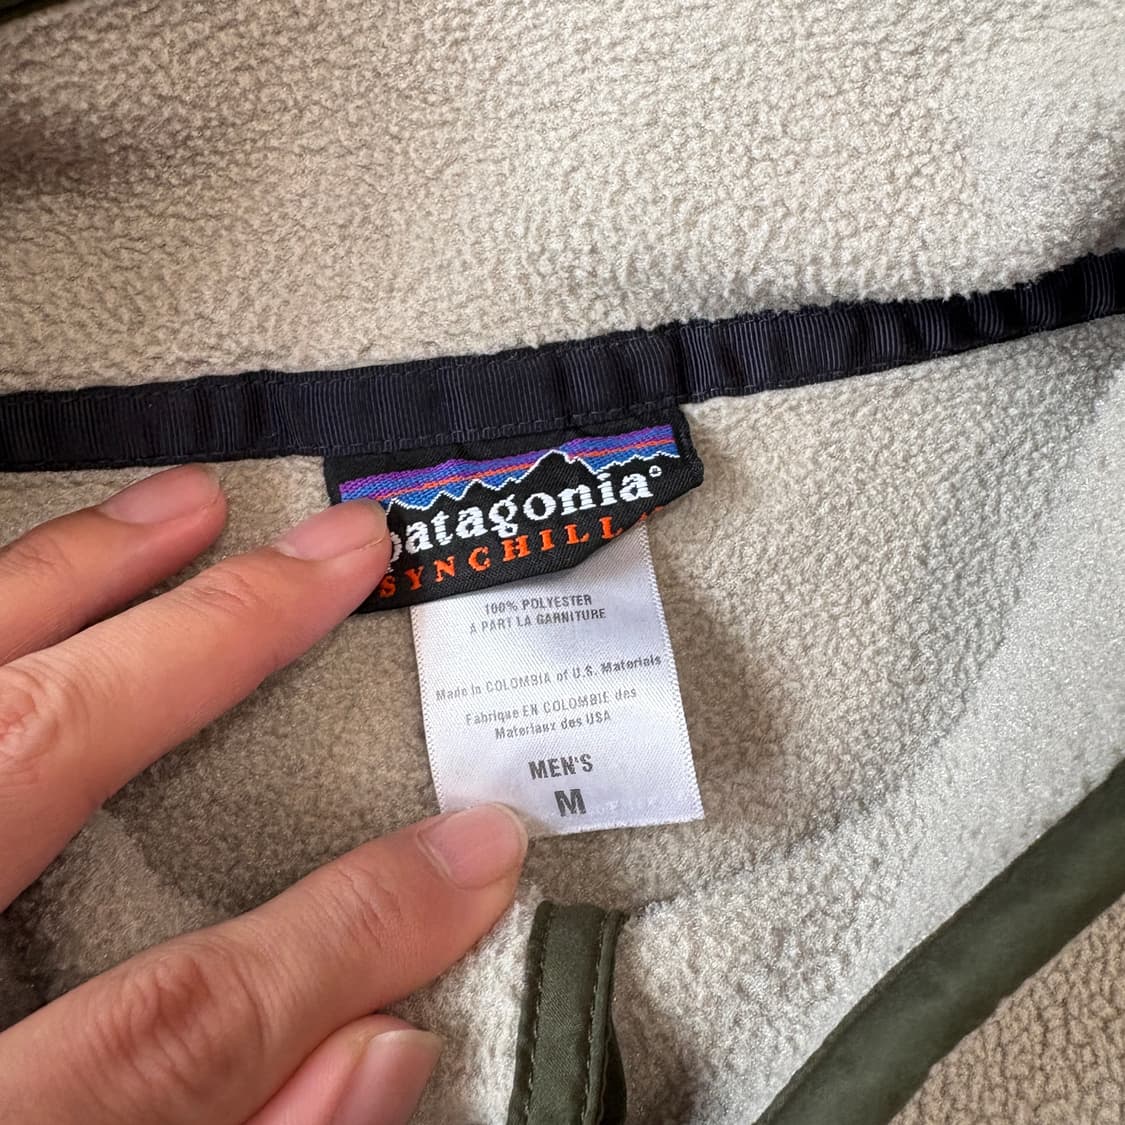 patagonia®
SYNCHILLA
100% POLYESTER
À PART LA GARNITURE
Made in COLOMBIA of U.S. Materials
Fabrique EN COLOMBIE des
Materiaux des USA
MEN'S
M